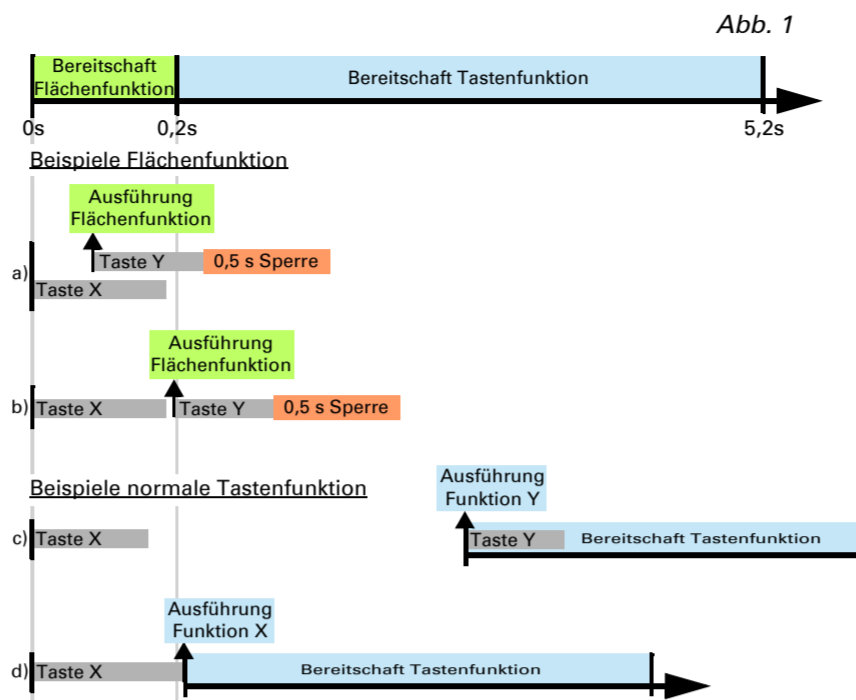 Abb. 1
Bereitschaft
Flächenfunktion
Bereitschaft Tastenfunktion
0s
0,2s
5,2s
Beispiele Flächenfunktion
Ausführung
Flächenfunktion
a)
Taste Y
0,5 s Sperre
Taste X
Ausführung
Flächenfunktion
b)
Taste X
Taste Y
0,5 s Sperre
Beispiele normale Tastenfunktion
Ausführung
Funktion Y
c)
Taste X
Taste Y
Bereitschaft Tastenfunktion
Ausführung
Funktion X
d)
Taste X
Bereitschaft Tastenfunktion